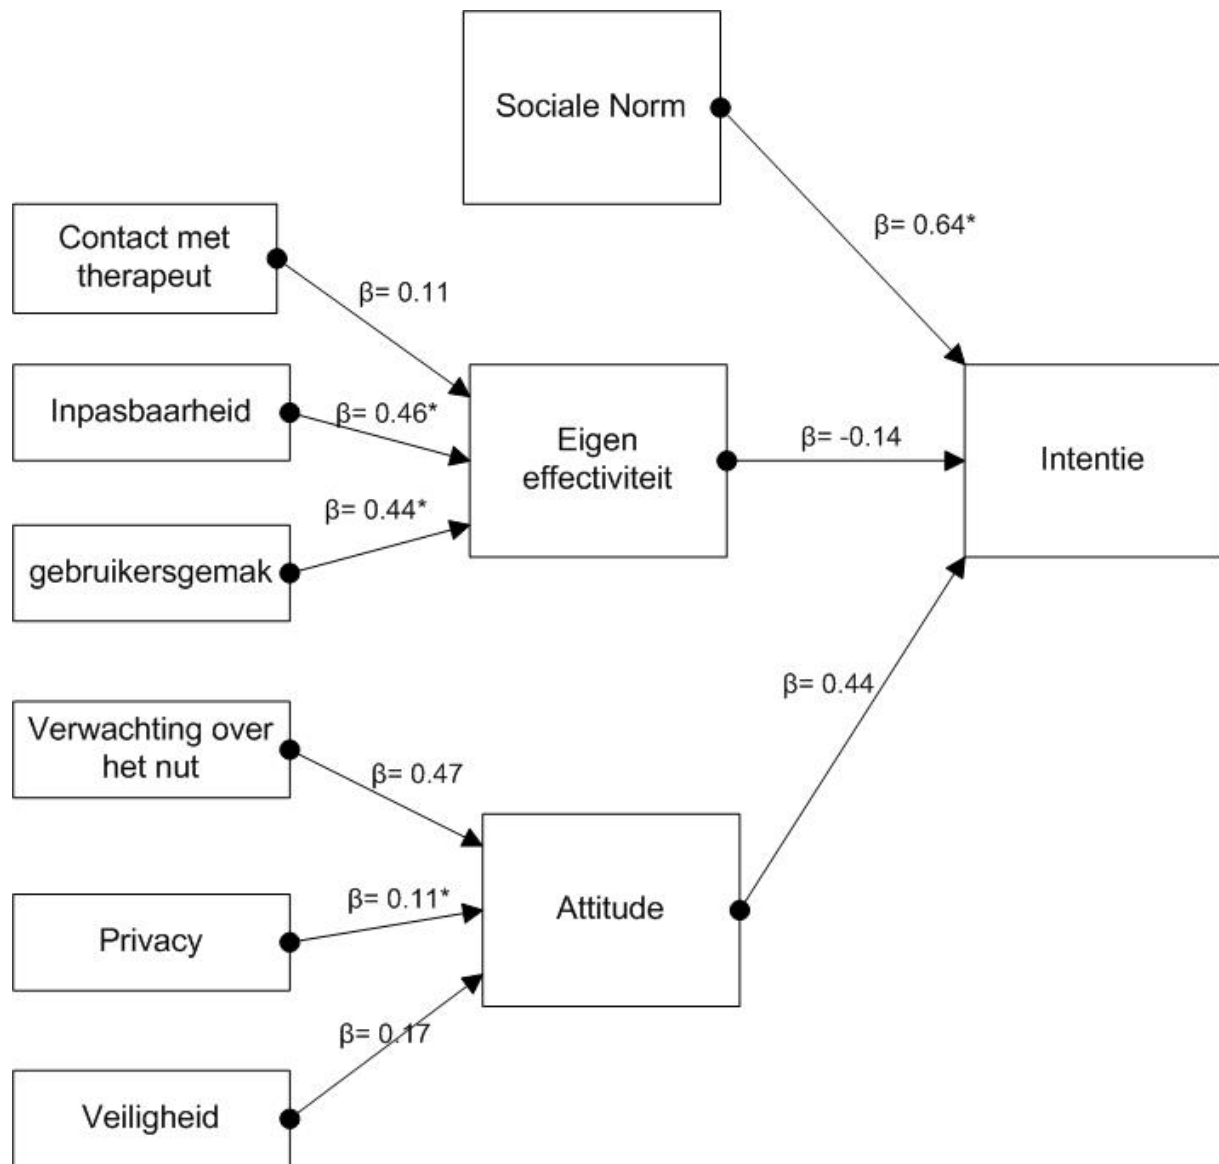 Sociale Norm
β= 0.64*
Contact met
therapeut
β= 0.11
Inpasbaarheid
β= 0.46*
Eigen
effectiviteit
β= -0.14
Intentie
gebruikersgemak
β= 0.44*
Verwachting over
het nut
β= 0.47
β= 0.44
Privacy
β= 0.11*
Attitude
Veiligheid
β= 0.17